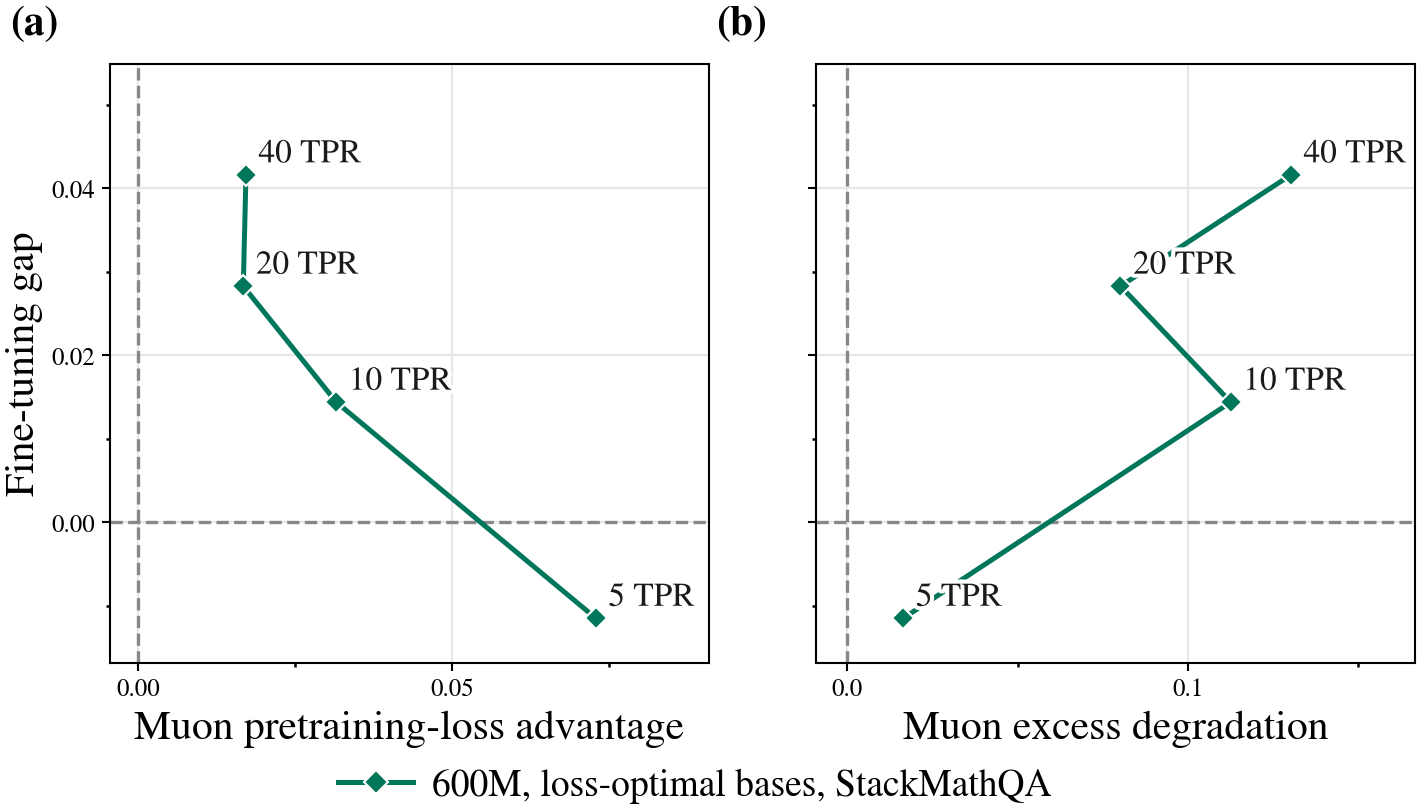 (a)
(b)
Fine-tuning gap
0.04
0.02
0.00
40 TPR
20 TPR
10 TPR
5 TPR
0.00
0.05
Muon pretraining-loss advantage
40 TPR
20 TPR
10 TPR
5 TPR
0.0
0.1
Muon excess degradation
600M, loss-optimal bases, StackMathQA